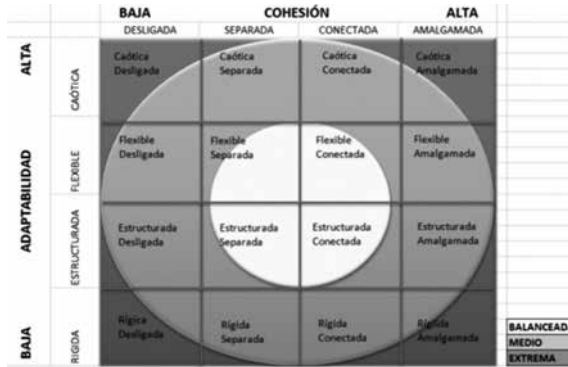 BAJA COHESIÓN ALTA
DESLIGADA SEPARADA CONECTADA AMALGAMADA
ALTA
ADAPTABILIDAD
BAJA
CAÓTICA
FLEXIBLE
ESTRUCTURADA
RIGIDA
Caótica Caótica Caótica Caótica
Desligada Separada Conectada Amalgamada
Flexible Flexible Flexible Flexible
Desligada Separada Conectada Amalgamada
Estructurada Estructurada Estructurada Estructurada
Desligada Separada Conectada Amalgamada
Rígica Rígida Rígida Rígida
Desligada Separada Conectada Amalgamada
BALANCEADA
MEDIO
EXTREMA